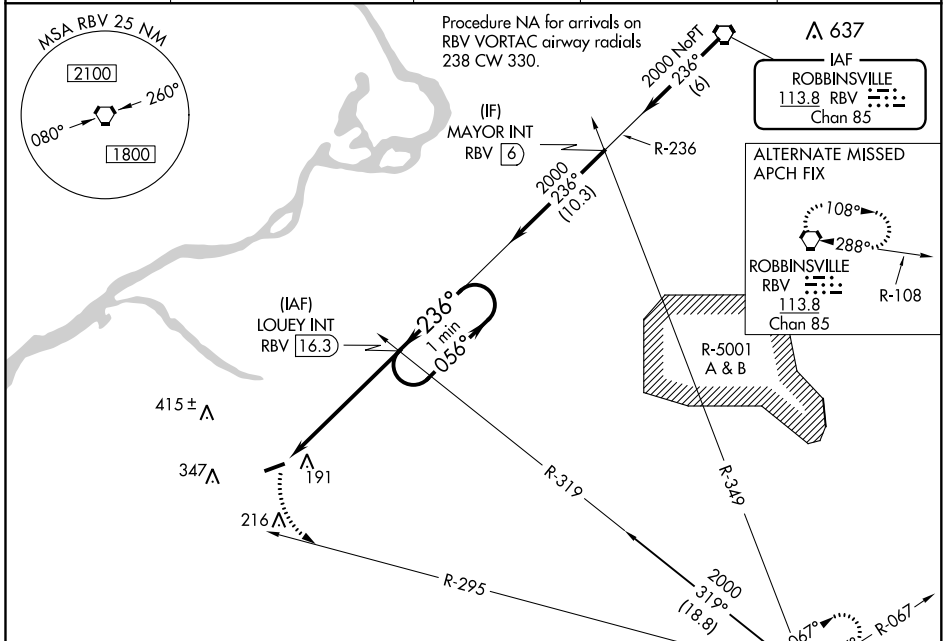 MSA RBV 25 NM
2100
260°
080°
1800
Procedure NA for arrivals on
RBV VORTAC airway radials
238 CW 330.
2000 NoPT
236°
(6)
637
IAF
ROBBINSVILLE
113.8 RBV
Chan 85
(IF)
MAYOR INT
RBV 6
R-236
2000
236°
(10.3)
ALTERNATE MISSED
APCH FIX
108°
288°
ROBBINSVILLE
RBV
113.8
Chan 85
R-108
(IAF)
LOUEY INT
RBV 16.3
236°
1 min
056°
R-5001
A & B
415±
347
191
216
R-319
R-349
R-295
2000
319°
(18.8)
067°
R-067